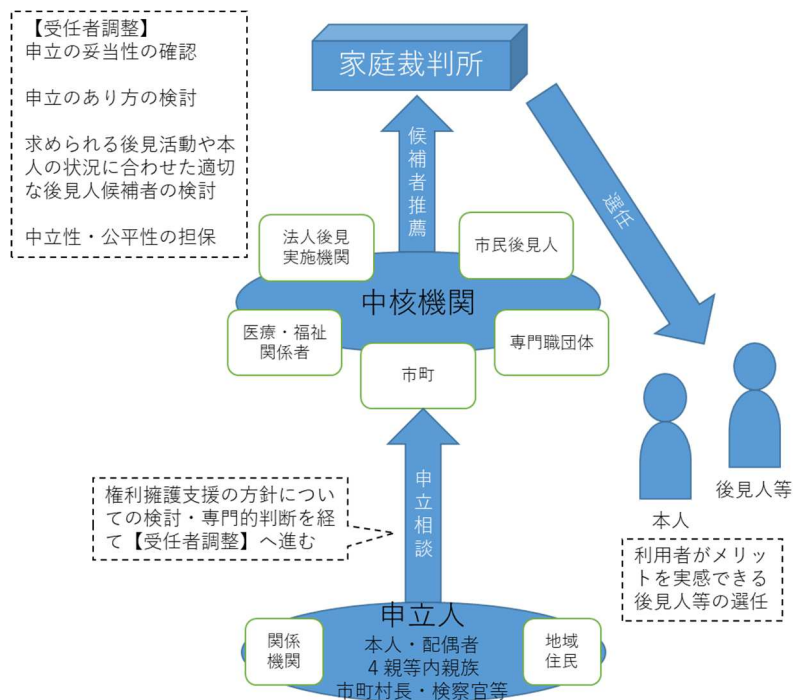 【受任者調整】
申立の妥当性の確認
申立のあり方の検討
求められる後見活動や本
人の状況に合わせた適切
な後見人候補者の検討
中立性・公平性の担保
家庭裁判所
候補者推薦
選任
法人後見
実施機関
市民後見人
中核機関
医療・福祉
関係者
専門職団体
市町
本人
後見人等
権利擁護支援の方針につい
ての検討・専門的判断を経
て【受任者調整】へ進む
申立相談
利用者がメリッ
トを実感できる
後見人等の選任
申立人
関係
機関
本人・配偶者
４親等内親族
市町村長・検察官等
地域
住民